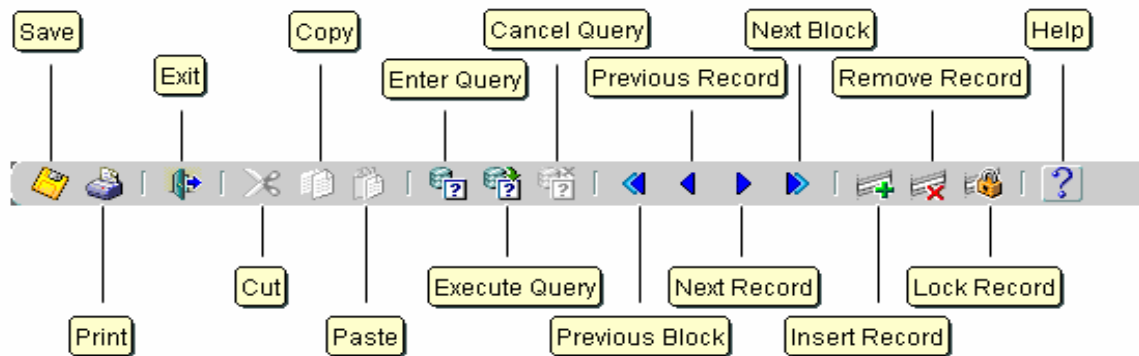 Save
Copy
Cancel Query
Next Block
Help
Exit
Enter Query
Previous Record
Remove Record
Cut
Execute Query
Next Record
Lock Record
Print
Paste
Previous Block
Insert Record